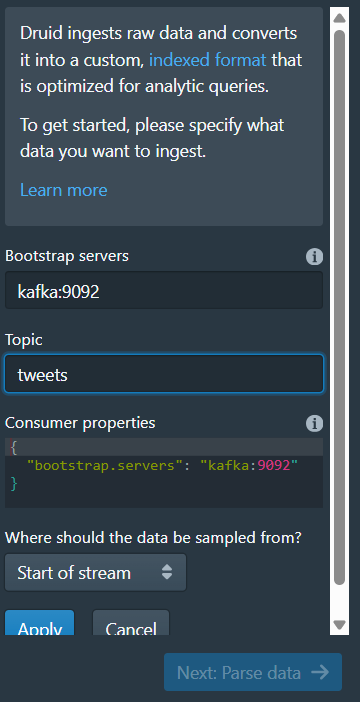 Druid ingests raw data and converts
it into a custom, indexed format that
is optimized for analytic queries.
To get started, please specify what
data you want to ingest.
Learn more
Bootstrap servers
kafka:9092
Topic
tweets
Consumer properties
{
"bootstrap.servers": "kafka:9092"
}
Where should the data be sampled from?
Start of stream
Apply Cancel
Next: Parse data